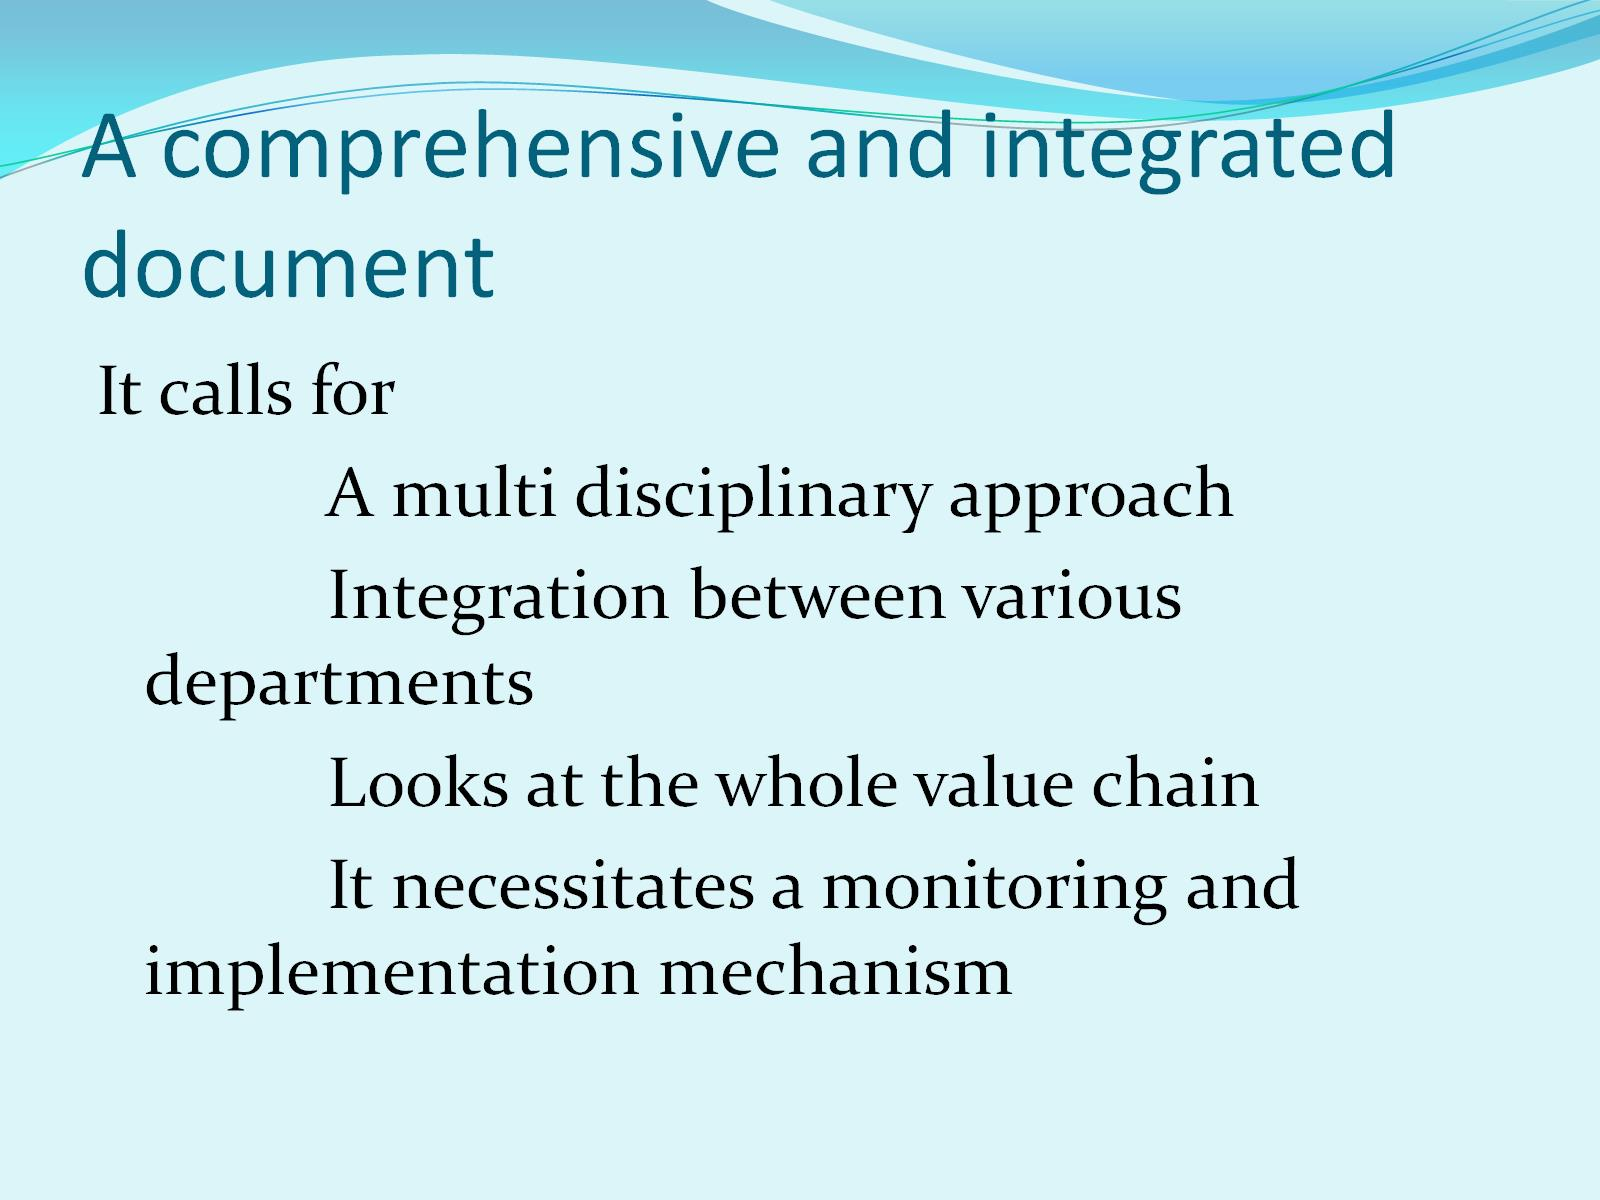 A comprehensive and integrated
document
It calls for
A multi disciplinary approach
Integration between various
departments
Looks at the whole value chain
It necessitates a monitoring and
implementation mechanism